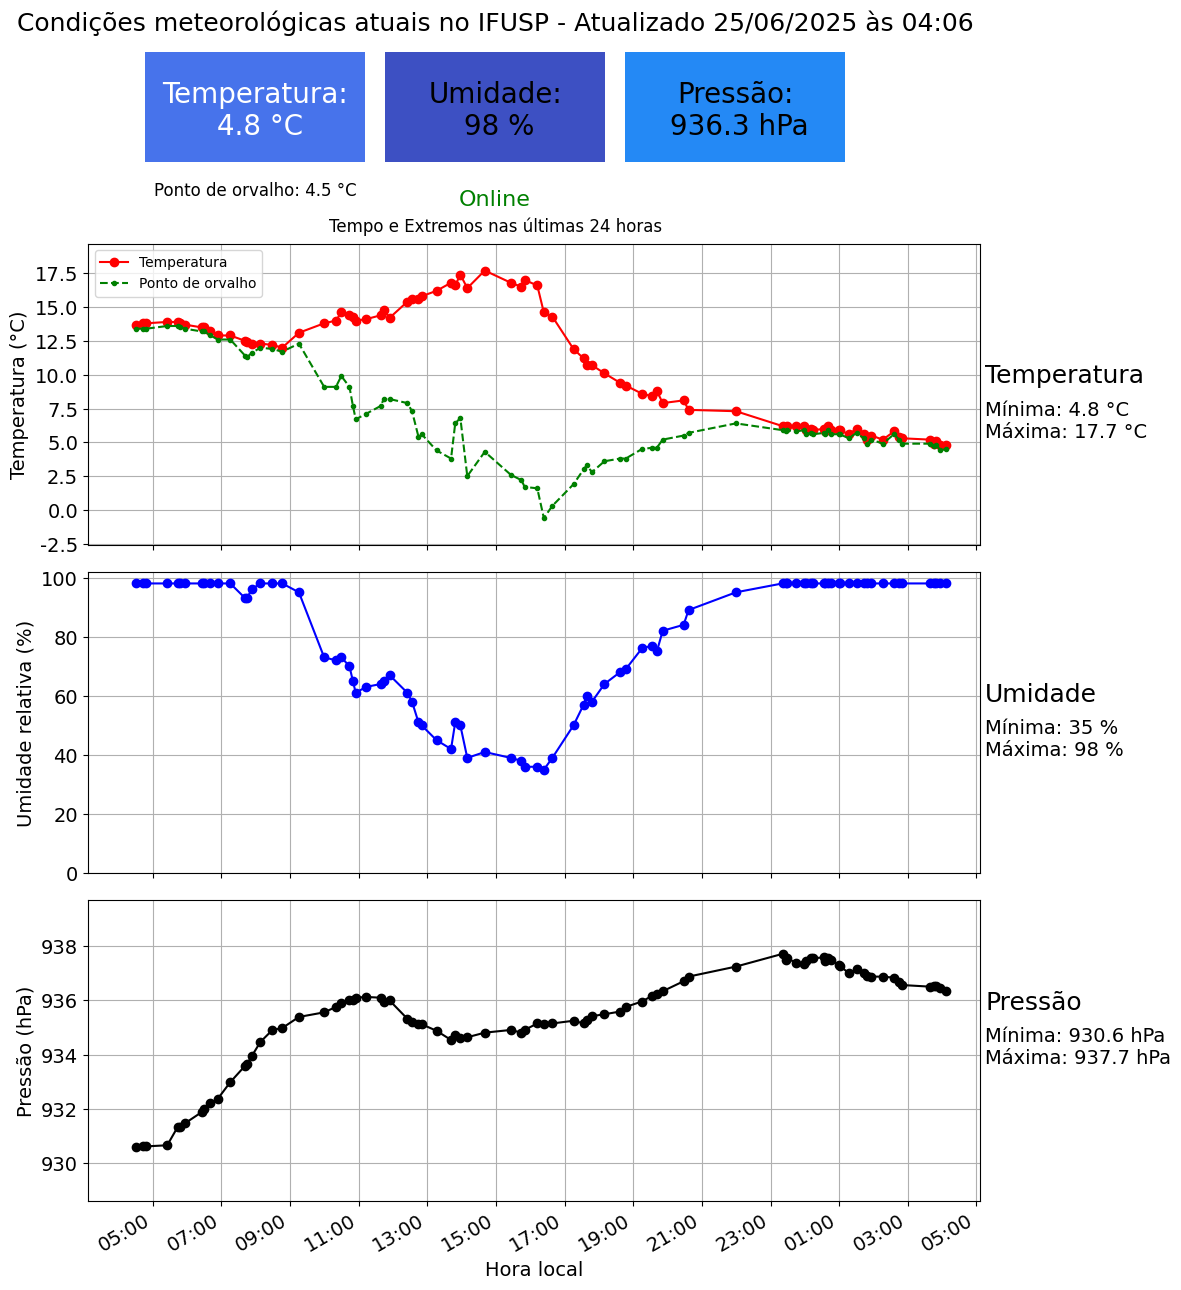 Condições meteorológicas atuais no IFUSP - Atualizado 25/06/2025 às 04:06
Temperatura:
4.8 °C
Umidade:
98 %
Pressão:
936.3 hPa
Ponto de orvalho: 4.5 °C
Online
Tempo e Extremos nas últimas 24 horas
Temperatura (°C)
17.5
15.0
12.5
10.0
7.5
5.0
2.5
0.0
-2.5
Temperatura
Ponto de orvalho
Temperatura
Mínima: 4.8 °C
Máxima: 17.7 °C
Umidade relativa (%)
100
80
60
40
20
0
Umidade
Mínima: 35 %
Máxima: 98 %
Pressão (hPa)
938
936
934
932
930
Pressão
Mínima: 930.6 hPa
Máxima: 937.7 hPa
05:00 07:00 09:00 11:00 13:00 15:00 17:00 19:00 21:00 23:00 01:00 03:00 05:00
Hora local